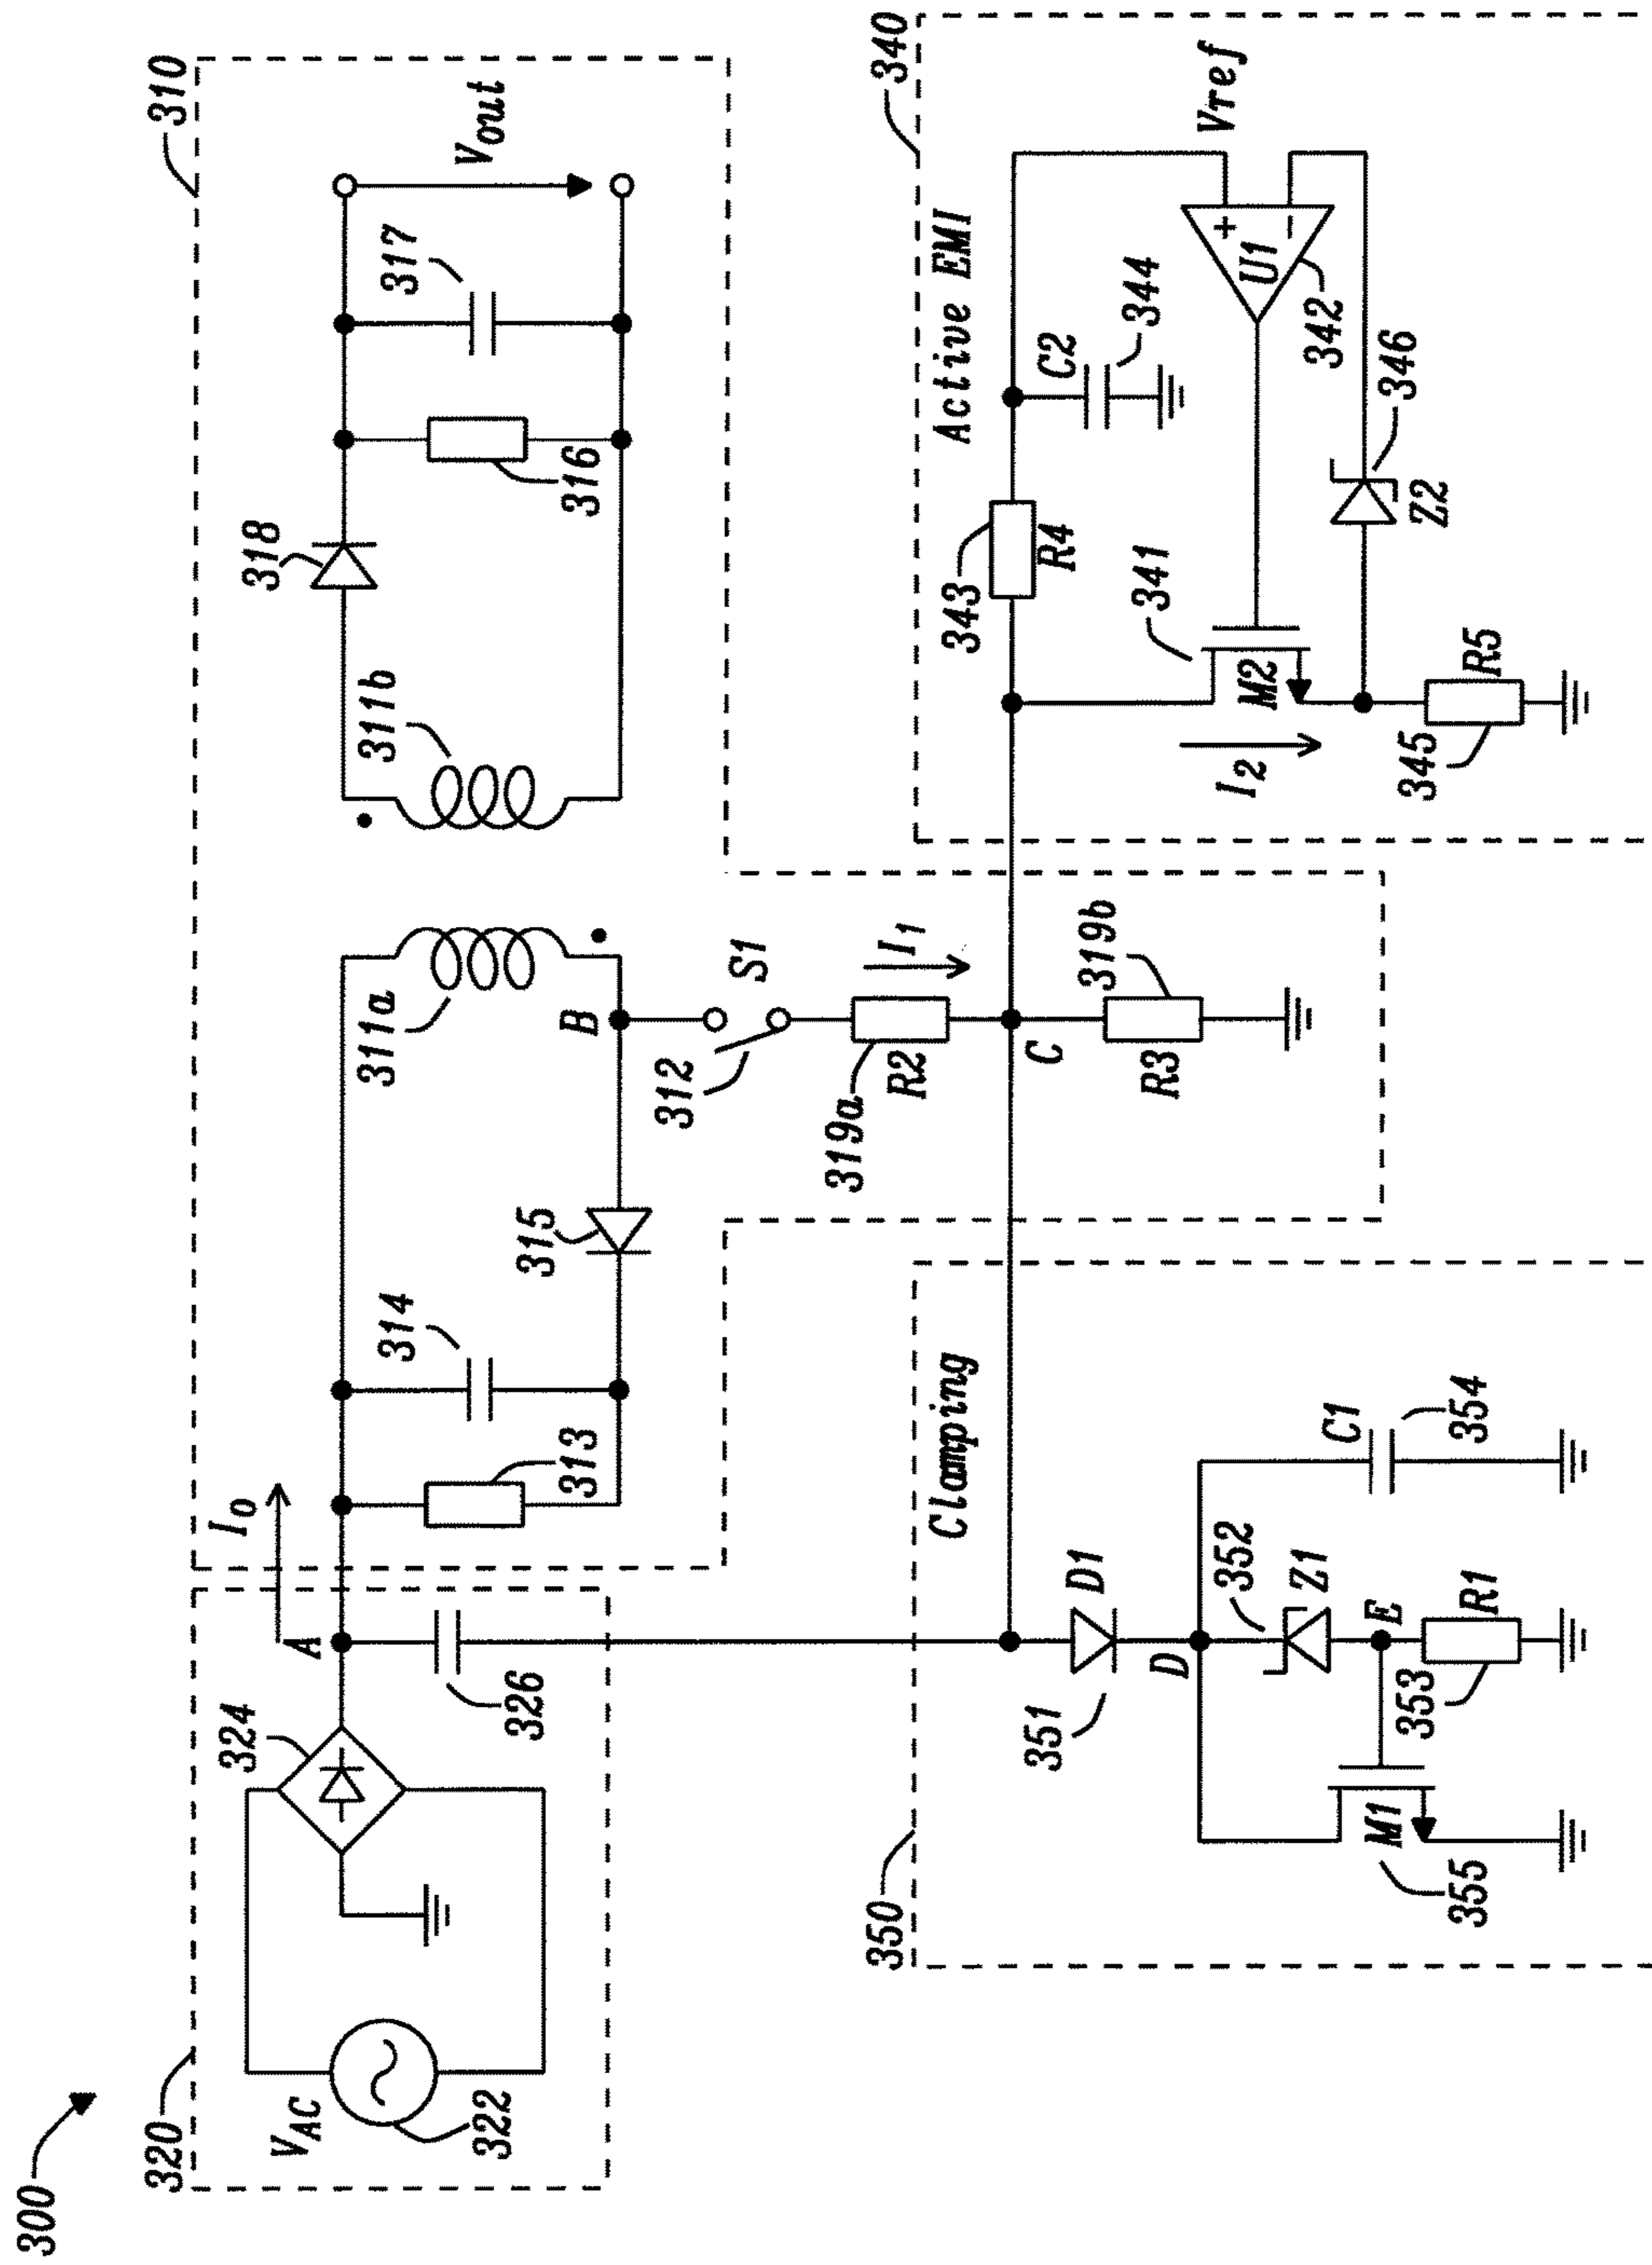 300
320
V_AC
322
324
A
326
I_0
310
313
314
315
311a
B
311b
318
316
317
V_out
312
S1
319a
R2
I_1
C
R3
319b
350
Clamping
351
D1
D
352
Z1
E
353
R1
M1
355
C1
354
340
Active EMI
343
R4
C2
344
341
M2
I_2
U1
342
Vref
346
Z2
345
R5
+
−